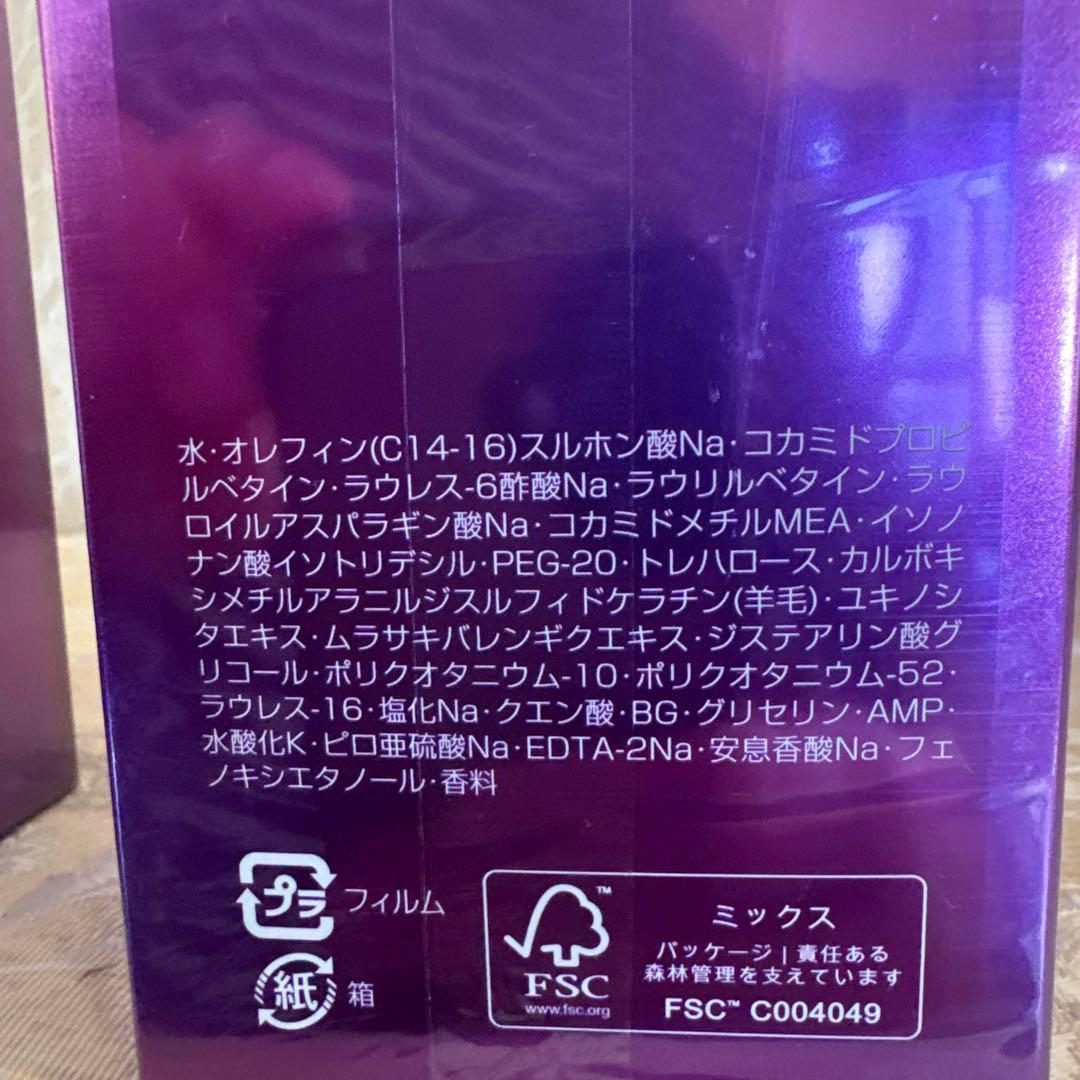 水・オレフィン(C14-16)スルホン酸Na・コカミドプロピ
ルベタイン・ラウレス-6酢酸Na・ラウリルベタイン・ラウ
ロイルアスパラギン酸Na・コカミドメチルMEA・イソノ
ナン酸イソトリデシル・PEG-20・トレハロース・カルボキ
シメチルアラニルジスルフィドケラチン(羊毛)・ユキノシ
タエキス・ムラサキバレンギクエキス・ジステアリン酸グ
リコール・ポリクオタニウム-10・ポリクオタニウム-52・
ラウレス-16・塩化Na・クエン酸・BG・グリセリン・AMP・
水酸化K・ピロ亜硫酸Na・EDTA-2Na・安息香酸Na・フェ
ノキシエタノール・香料
プラ フィルム
紙 箱
FSC
www.fsc.org
ミックス
パッケージ | 責任ある
森林管理を支えています
FSC™ C004049